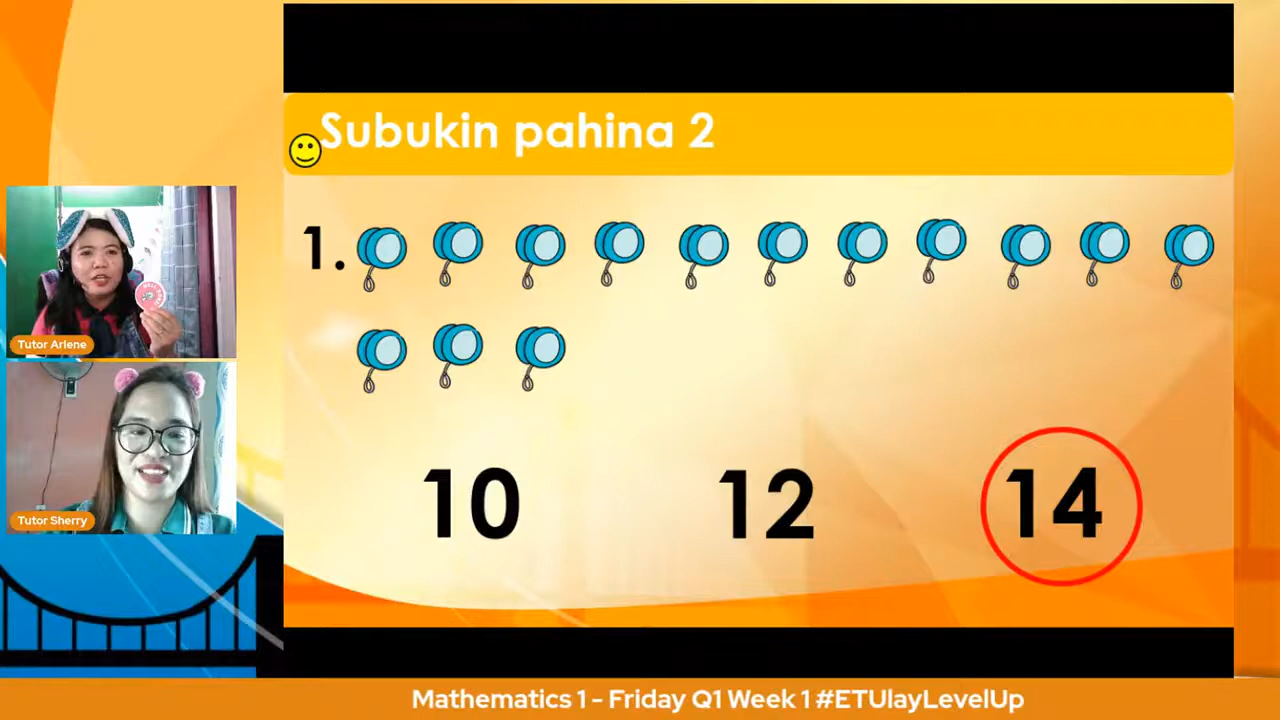 Subukin pahina 2
1.
10 12 14
Tutor Arlene
Tutor Sherry
Mathematics 1 - Friday Q1 Week 1 #ETUlayLevelUp